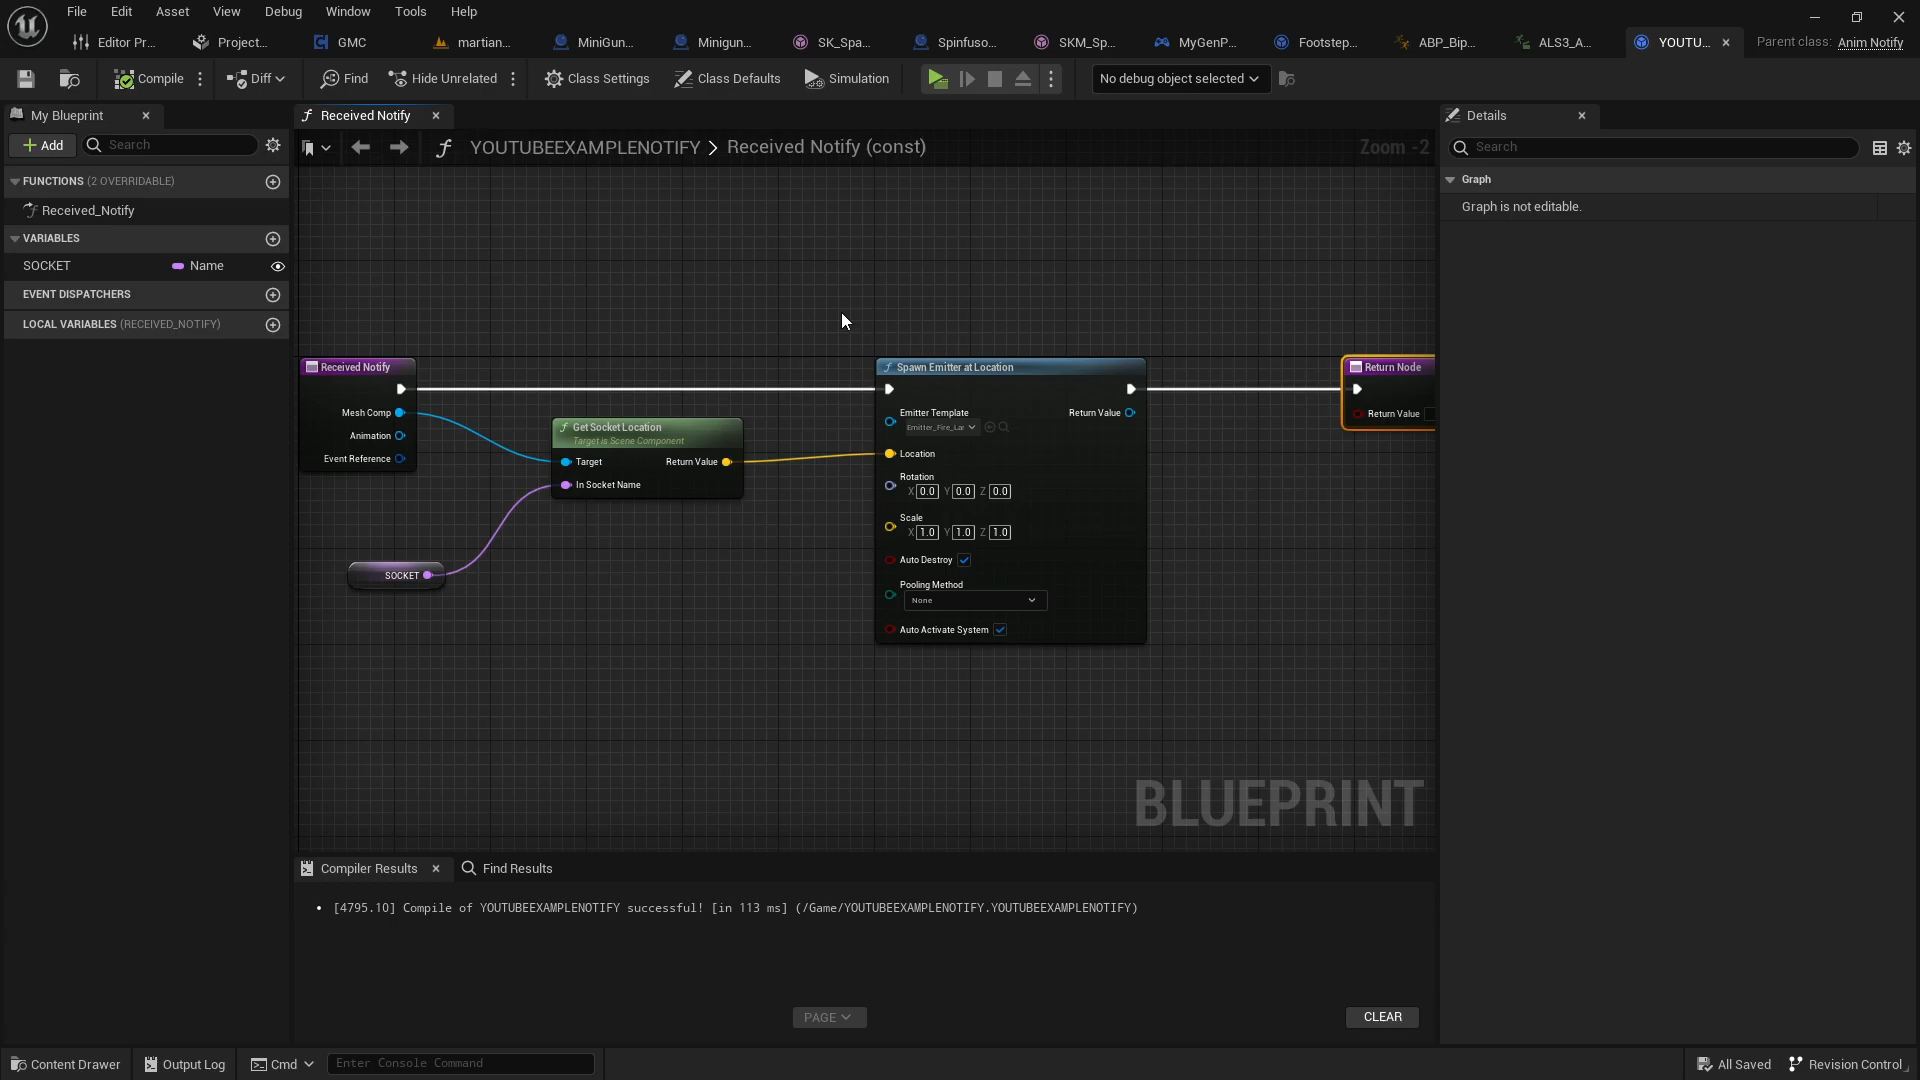 File Edit Asset View Debug Window Tools Help
Editor Pr... Project... GMC martian... MiniGun... Minigun... SK_Spa... Spinfuso... SKM_Sp... MyGenP... Footstep... ABP_Bip... ALS3_A... YOUTU... Parent class: Anim Notify
Compile Diff Find Hide Unrelated Class Settings Class Defaults Simulation No debug object selected
My Blueprint
Add Search
FUNCTIONS (2 OVERRIDABLE)
Received_Notify
VARIABLES
SOCKET Name
EVENT DISPATCHERS
LOCAL VARIABLES (RECEIVED_NOTIFY)
Received Notify
YOUTUBEEXAMPLENOTIFY > Received Notify (const) Zoom -2
Received Notify
Mesh Comp
Animation
Event Reference
Get Socket Location
Target is Scene Component
Target Return Value
In Socket Name
SOCKET
Spawn Emitter at Location
Emitter Template Return Value
Emitter_Fire_Lar
Location
Rotation
X 0.0 Y 0.0 Z 0.0
Scale
X 1.0 Y 1.0 Z 1.0
Auto Destroy
Pooling Method
None
Auto Activate System
Return Node
Return Value
BLUEPRINT
Compiler Results Find Results
[4795.10] Compile of YOUTUBEEXAMPLENOTIFY successful! [in 113 ms] (/Game/YOUTUBEEXAMPLENOTIFY.YOUTUBEEXAMPLENOTIFY)
PAGE CLEAR
Details
Search
Graph
Graph is not editable.
Content Drawer Output Log Cmd Enter Console Command All Saved Revision Control